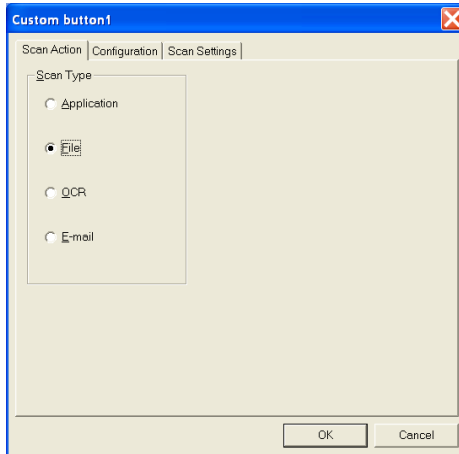 Custom button1
Scan Action Configuration Scan Settings
Scan Type
Application
File
OCR
E-mail
OK Cancel